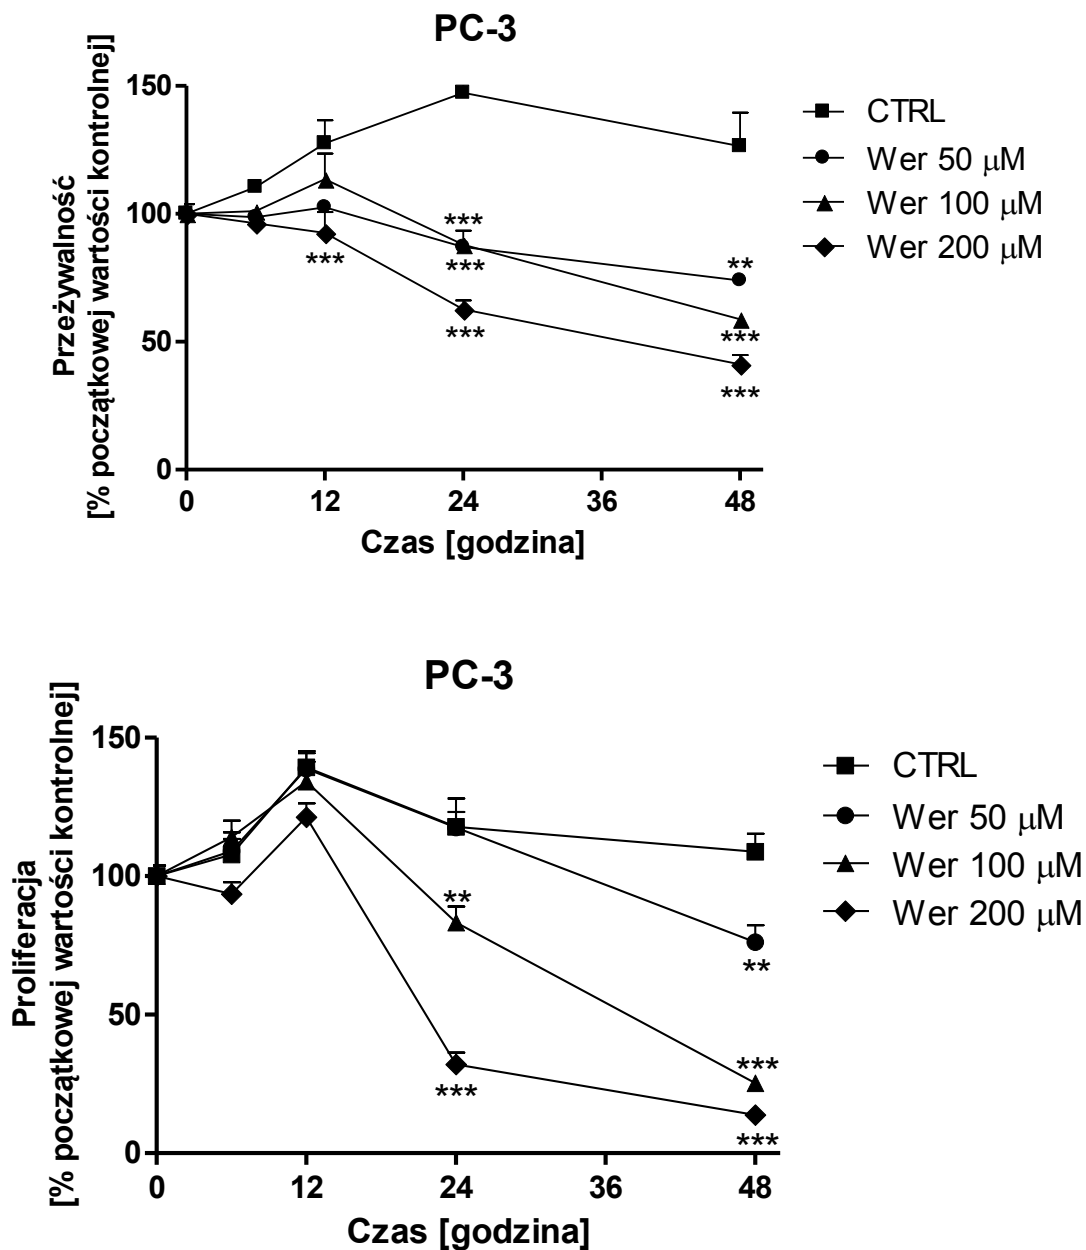 PC-3
Przeżywalność
[% początkowej wartości kontrolnej]
150
100
50
0
***
***
***
***
**
***
***
0 12 24 36 48
Czas [godzina]
CTRL
Wer 50 μM
Wer 100 μM
Wer 200 μM
PC-3
Proliferacja
[% początkowej wartości kontrolnej]
150
100
50
0
**
***
**
***
***
0 12 24 36 48
Czas [godzina]
CTRL
Wer 50 μM
Wer 100 μM
Wer 200 μM